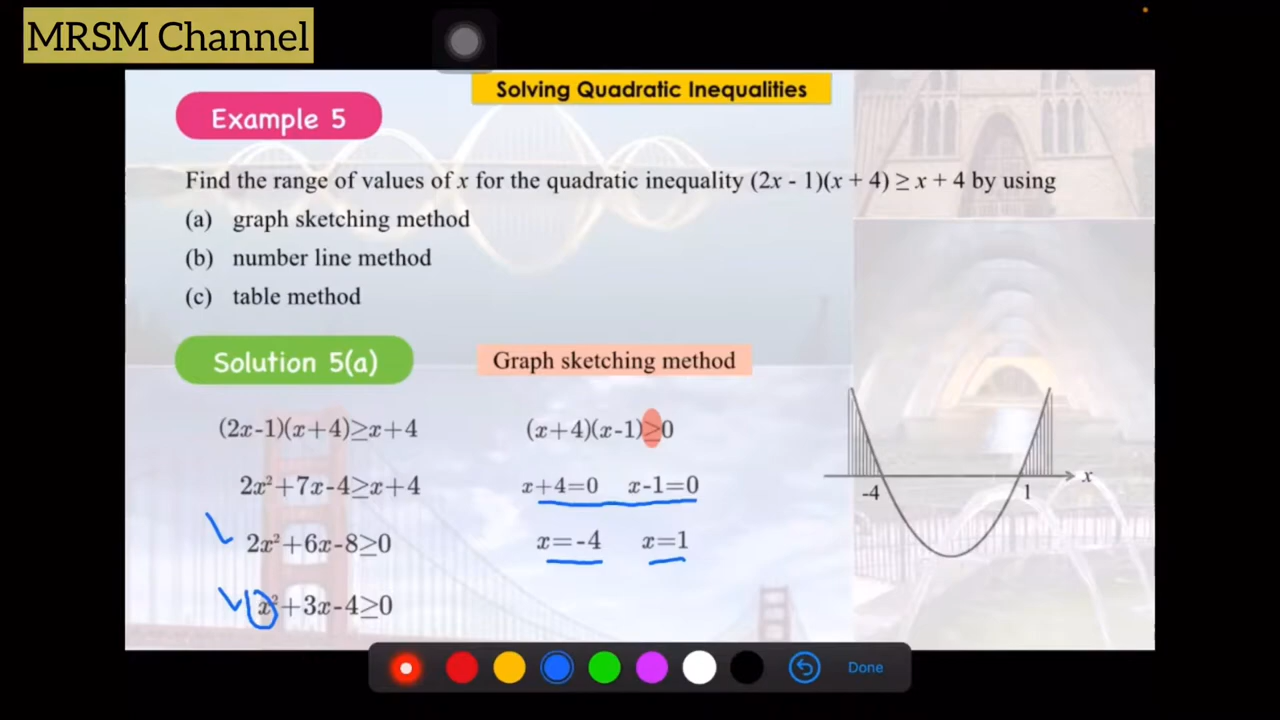 MRSM Channel
Solving Quadratic Inequalities
Example 5
Find the range of values of x for the quadratic inequality (2x - 1)(x + 4) ≥ x + 4 by using
(a) graph sketching method
(b) number line method
(c) table method
Solution 5(a)
Graph sketching method
(2x-1)(x+4)≥x+4
2x²+7x-4≥x+4
2x²+6x-8≥0
x²+3x-4≥0
(x+4)(x-1)≥0
x+4=0 x-1=0
x=-4 x=1
-4 1 x
Done